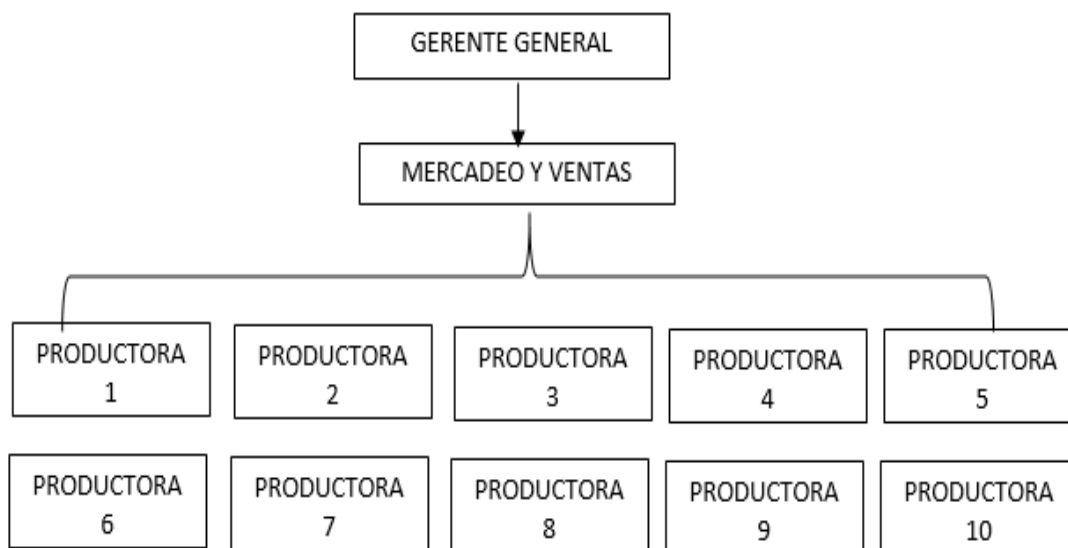 GERENTE GENERAL
MERCADEO Y VENTAS
PRODUCTORA
1
PRODUCTORA
2
PRODUCTORA
3
PRODUCTORA
4
PRODUCTORA
5
PRODUCTORA
6
PRODUCTORA
7
PRODUCTORA
8
PRODUCTORA
9
PRODUCTORA
10